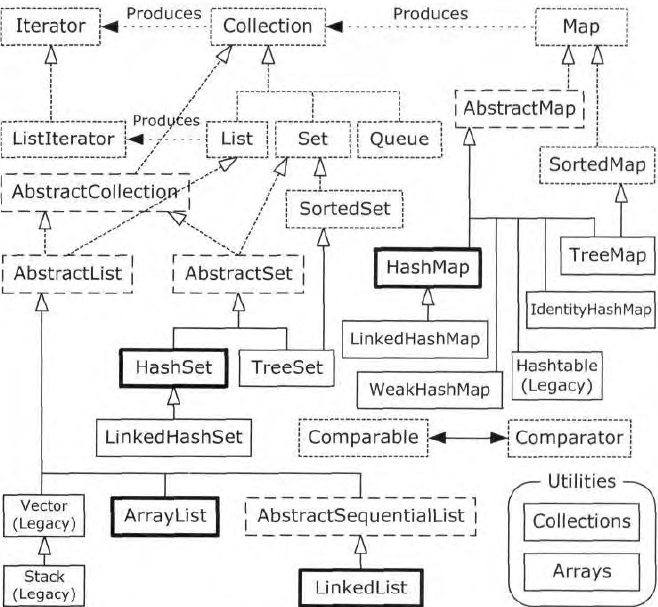 Iterator
Produces
Collection
Produces
Map
ListIterator
Produces
List
Set
Queue
AbstractMap
SortedMap
AbstractCollection
SortedSet
AbstractList
AbstractSet
HashMap
TreeMap
IdentityHashMap
LinkedHashMap
HashSet
TreeSet
WeakHashMap
Hashtable
(Legacy)
LinkedHashSet
Comparable
Comparator
Utilities
Vector
(Legacy)
ArrayList
AbstractSequentialList
Collections
Stack
(Legacy)
LinkedList
Arrays